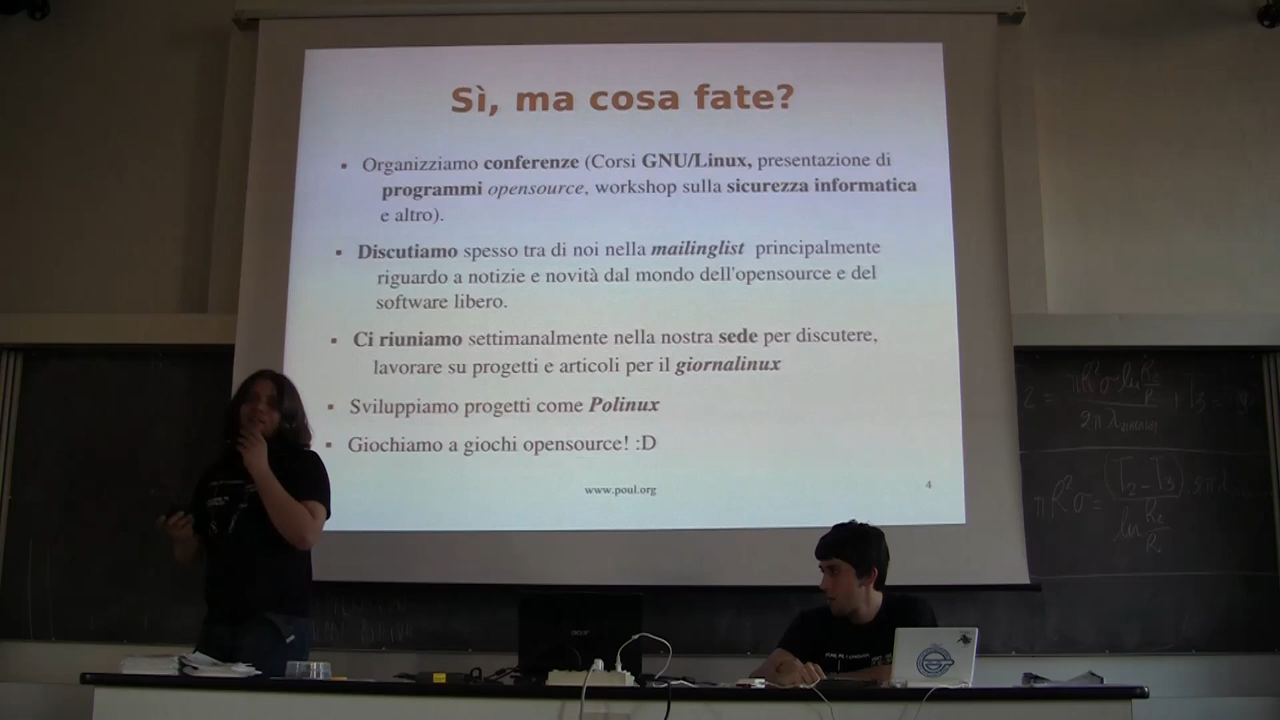 Sì, ma cosa fate?
▪ Organizziamo conferenze (Corsi GNU/Linux, presentazione di
programmi opensource, workshop sulla sicurezza informatica
e altro).
▪ Discutiamo spesso tra di noi nella mailinglist principalmente
riguardo a notizie e novità dal mondo dell'opensource e del
software libero.
▪ Ci riuniamo settimanalmente nella nostra sede per discutere,
lavorare su progetti e articoli per il giornalinux
▪ Sviluppiamo progetti come Polinux
▪ Giochiamo a giochi opensource! :D
www.poul.org
4
acer